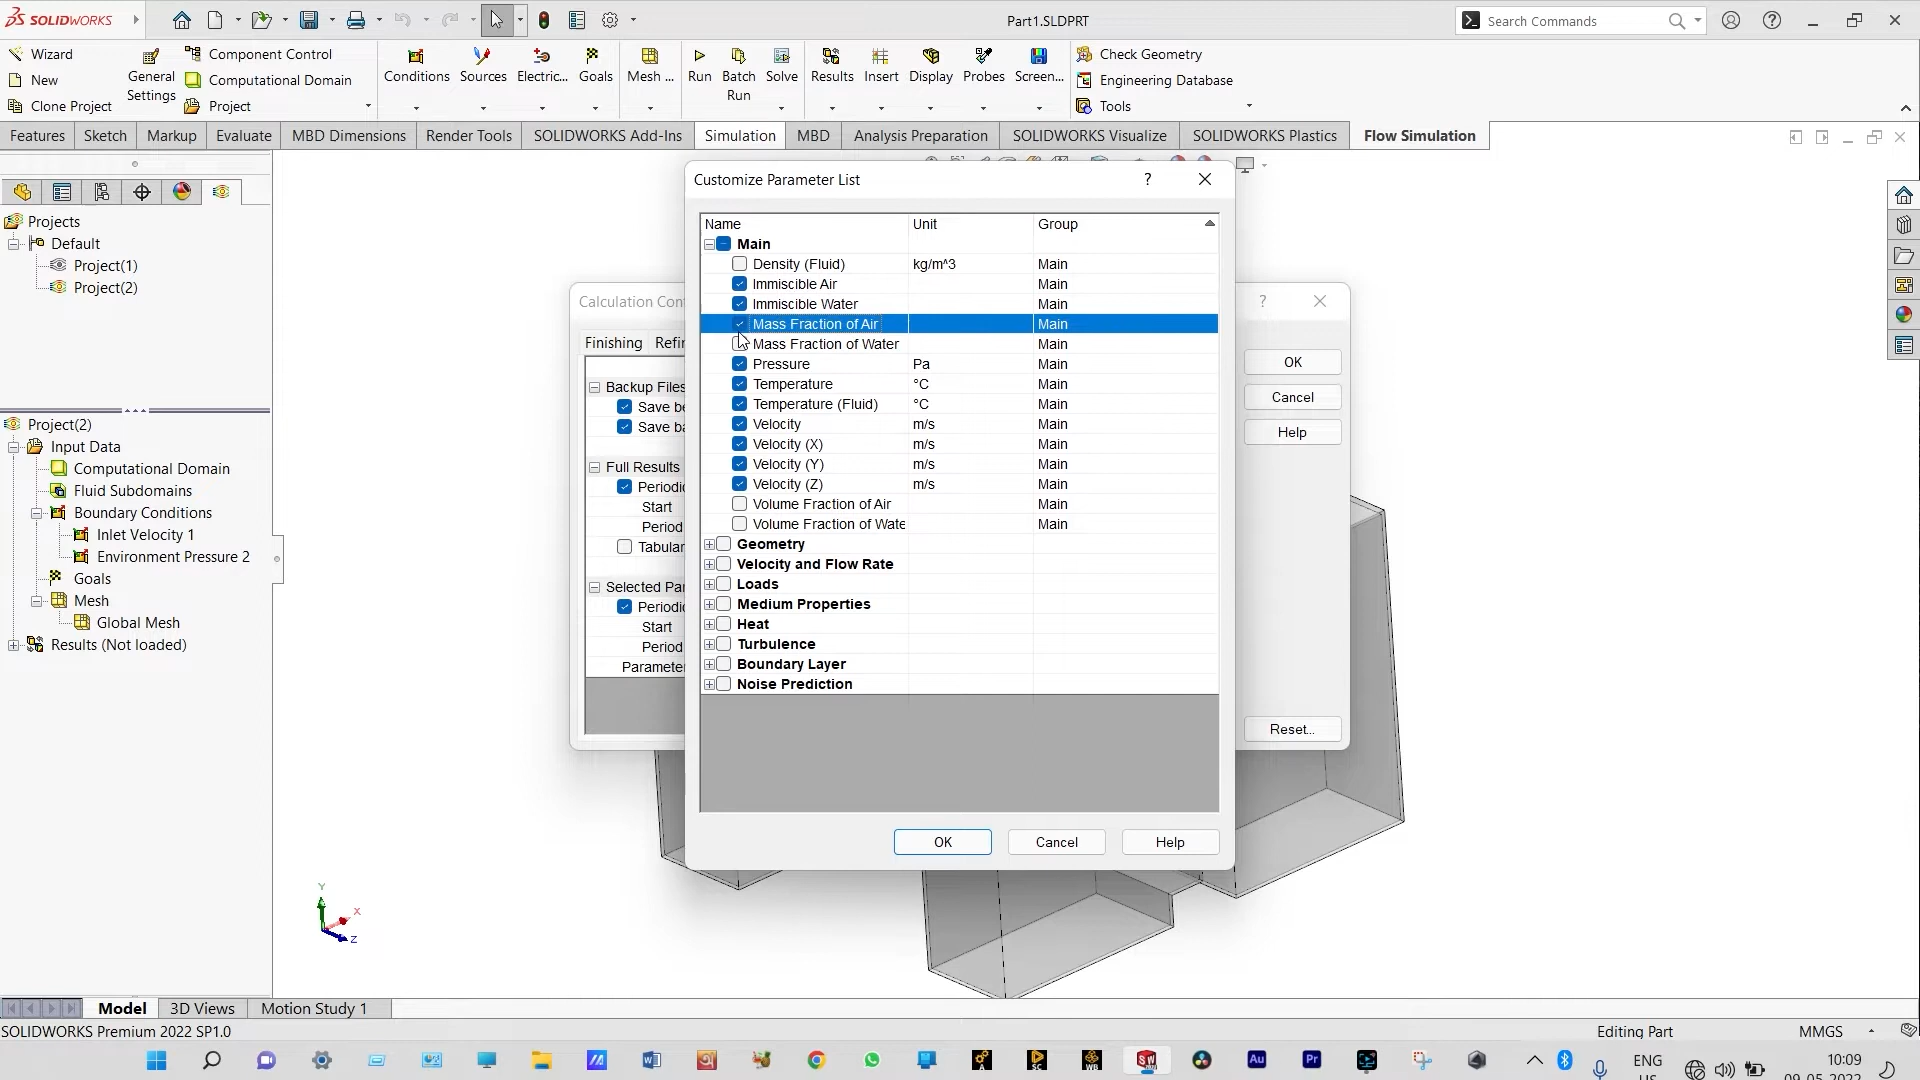 SOLIDWORKS
Part1.SLDPRT
Search Commands
Wizard
New
Clone Project
General Settings
Component Control
Computational Domain
Project
Conditions
Sources
Electric...
Goals
Mesh ...
Run
Batch Run
Solve
Results
Insert
Display
Probes
Screen...
Check Geometry
Engineering Database
Tools
Features
Sketch
Markup
Evaluate
MBD Dimensions
Render Tools
SOLIDWORKS Add-Ins
Simulation
MBD
Analysis Preparation
SOLIDWORKS Visualize
SOLIDWORKS Plastics
Flow Simulation
Projects
Default
Project(1)
Project(2)
Project(2)
Input Data
Computational Domain
Fluid Subdomains
Boundary Conditions
Inlet Velocity 1
Environment Pressure 2
Goals
Mesh
Global Mesh
Results (Not loaded)
Calculation Con
Finishing
Refin
Backup Files
Save be
Save ba
Full Results
Periodic
Start
Period
Tabular
Selected Par
Periodic
Start
Period
Parameter
OK
Cancel
Help
Reset...
Customize Parameter List
Name Unit Group
Main
Density (Fluid) kg/m^3 Main
Immiscible Air Main
Immiscible Water Main
Mass Fraction of Air Main
Mass Fraction of Water Main
Pressure Pa Main
Temperature °C Main
Temperature (Fluid) °C Main
Velocity m/s Main
Velocity (X) m/s Main
Velocity (Y) m/s Main
Velocity (Z) m/s Main
Volume Fraction of Air Main
Volume Fraction of Wate Main
Geometry
Velocity and Flow Rate
Loads
Medium Properties
Heat
Turbulence
Boundary Layer
Noise Prediction
OK Cancel Help
Y
X
Z
Model
3D Views
Motion Study 1
SOLIDWORKS Premium 2022 SP1.0
Editing Part
MMGS
ENG
US
10:09
09-05-2022